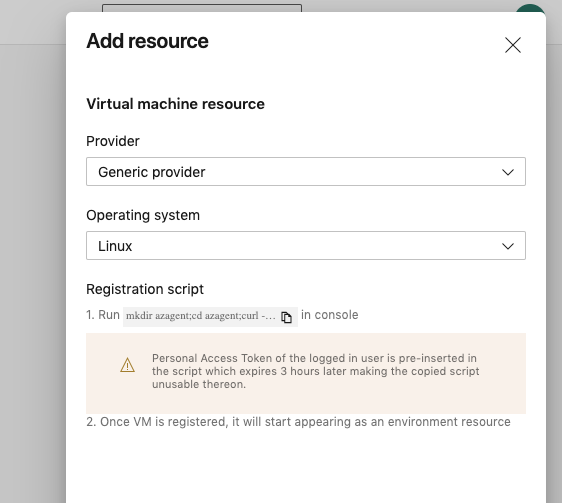 Add resource
Virtual machine resource
Provider
Generic provider
Operating system
Linux
Registration script
1. Run mkdir azagent;cd azagent;curl -... in console
Personal Access Token of the logged in user is pre-inserted in
the script which expires 3 hours later making the copied script
unusable thereon.
2. Once VM is registered, it will start appearing as an environment resource